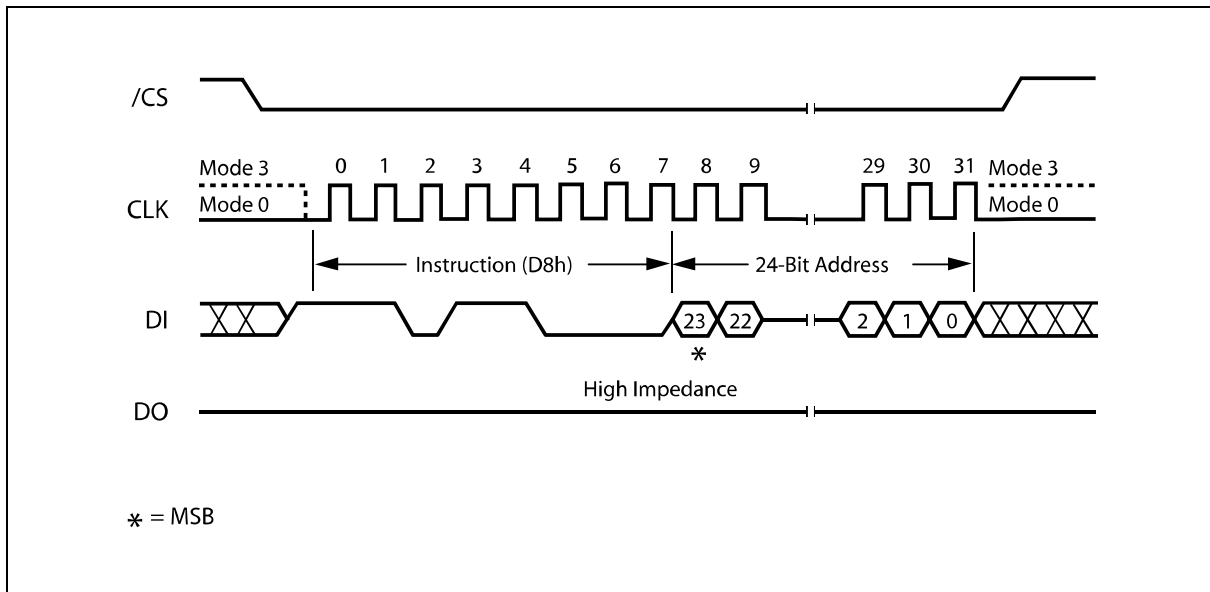 /CS
Mode 3 0 1 2 3 4 5 6 7 8 9 29 30 31 Mode 3
CLK Mode 0 Mode 0
Instruction (D8h) 24-Bit Address
DI 23 22 2 1 0
*
High Impedance
DO
* = MSB